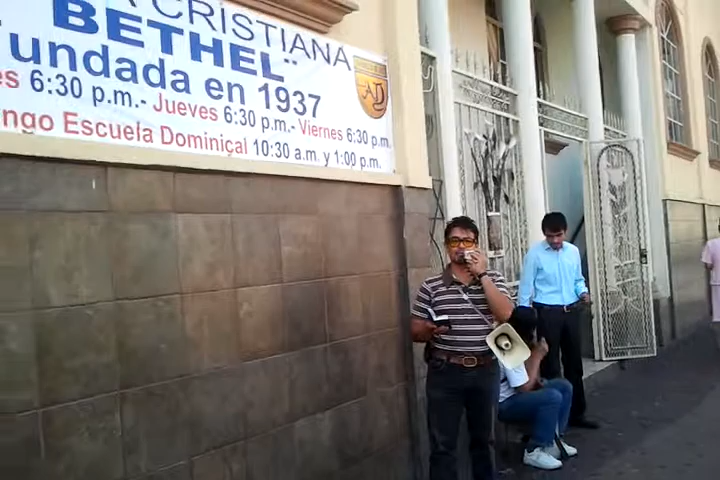 A CRISTIANA
BETHEL"
Fundada en 1937
es 6:30 p.m. - Jueves 6:30 p.m. - Viernes 6:30 p.m.
ngo Escuela Dominical 10:30 a.m. y 1:00 p.m.
AD